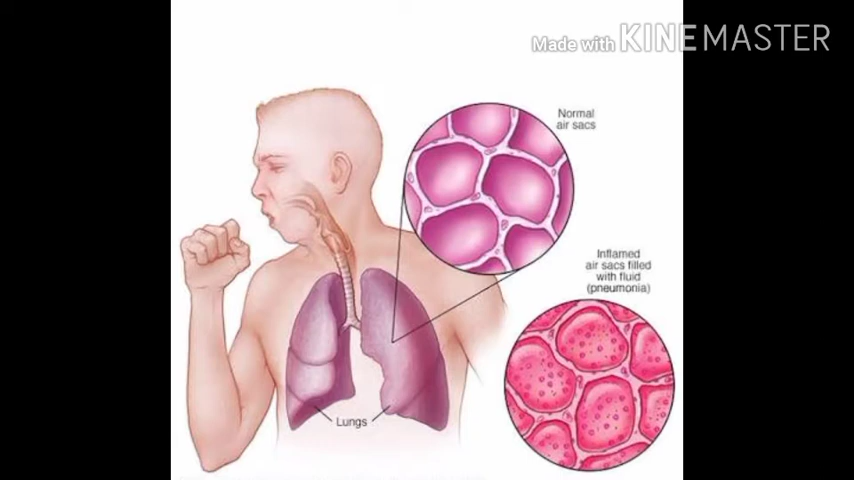 Made with KINEMASTER
Normal
air sacs
Inflamed
air sacs filled
with fluid
(pneumonia)
Lungs